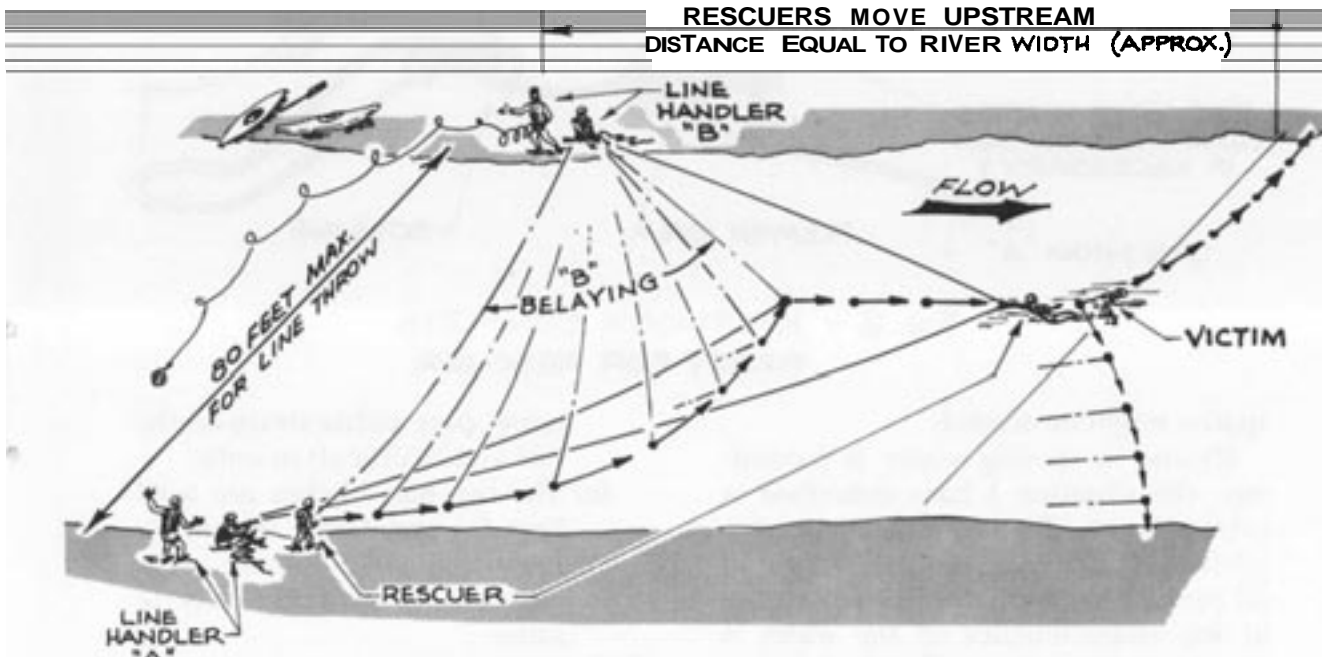 RESCUERS MOVE UPSTREAM
DISTANCE EQUAL TO RIVER WIDTH (APPROX.)
LINE
HANDLER
"B"
FLOW
80 FEET MAX.
FOR LINE THROW
"B"
BELAYING
VICTIM
RESCUER
LINE
HANDLER
"A"